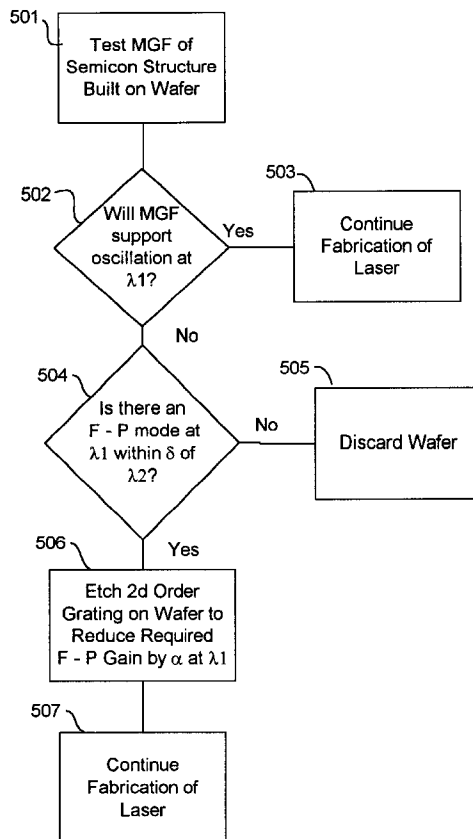 501
Test MGF of
Semicon Structure
Built on Wafer
502
Will MGF
support
oscillation at
λ1?
Yes
503
Continue
Fabrication of
Laser
No
504
Is there an
F - P mode at
λ1 within δ of
λ2?
No
505
Discard Wafer
Yes
506
Etch 2d Order
Grating on Wafer to
Reduce Required
F - P Gain by α at λ1
507
Continue
Fabrication of
Laser